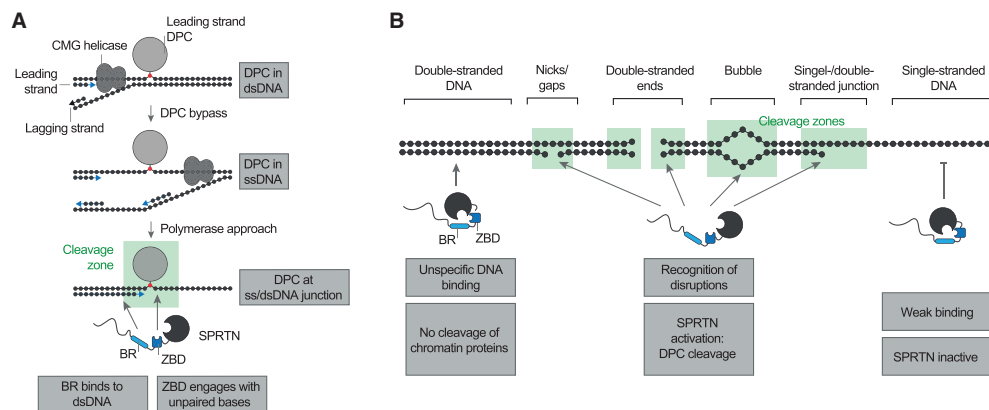 A
Leading strand
DPC
CMG helicase
Leading
strand
DPC in
dsDNA
Lagging strand
DPC bypass
DPC in
ssDNA
Polymerase approach
Cleavage
zone
DPC at
ss/dsDNA junction
SPRTN
BR
ZBD
BR binds to
dsDNA
ZBD engages with
unpaired bases
B
Double-stranded
DNA
Nicks/
gaps
Double-stranded
ends
Bubble
Singel-/double-
stranded junction
Single-stranded
DNA
Cleavage zones
BR
ZBD
Unspecific DNA
binding
No cleavage of
chromatin proteins
Recognition of
disruptions
SPRTN
activation:
DPC cleavage
Weak binding
SPRTN inactive